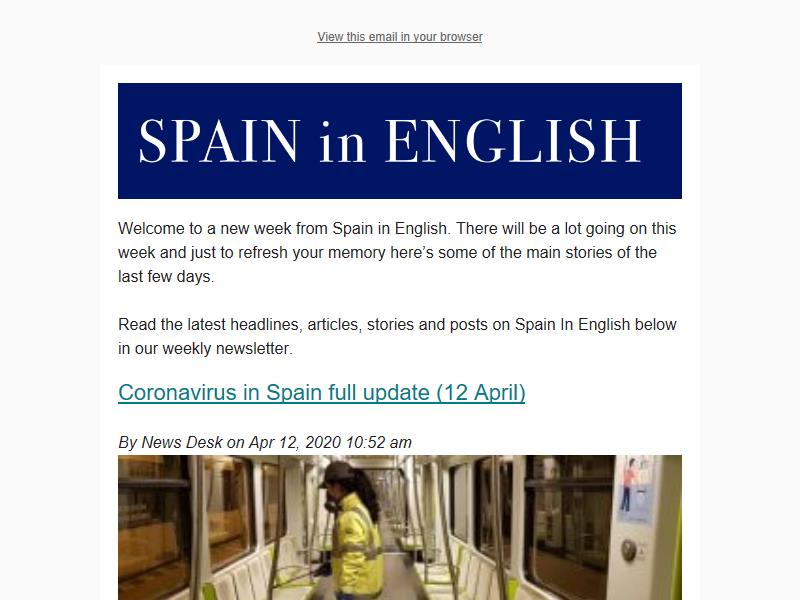 View this email in your browser
SPAIN in ENGLISH
Welcome to a new week from Spain in English. There will be a lot going on this
week and just to refresh your memory here’s some of the main stories of the
last few days.
Read the latest headlines, articles, stories and posts on Spain In English below
in our weekly newsletter.
Coronavirus in Spain full update (12 April)
By News Desk on Apr 12, 2020 10:52 am